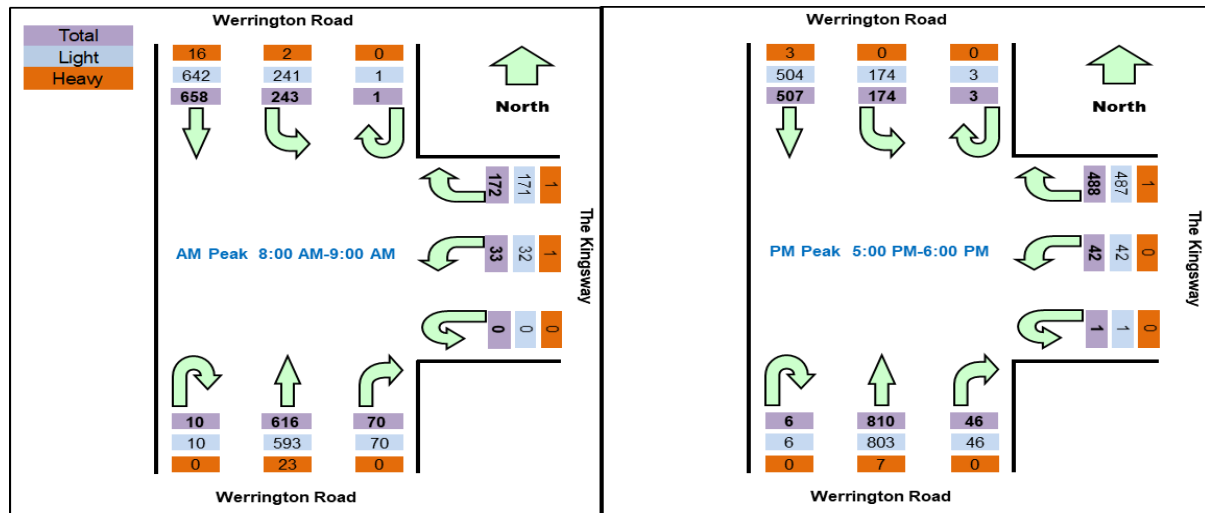 Werrington Road
Total
Light
Heavy
16 2 0
642 241 1
658 243 1
North
172 171 1
33 32 1
0 0 0
The Kingsway
AM Peak 8:00 AM-9:00 AM
10 616 70
10 593 70
0 23 0
Werrington Road
Werrington Road
3 0 0
504 174 3
507 174 3
North
488 487 1
42 42 0
1 1 0
The Kingsway
PM Peak 5:00 PM-6:00 PM
6 810 46
6 803 46
0 7 0
Werrington Road